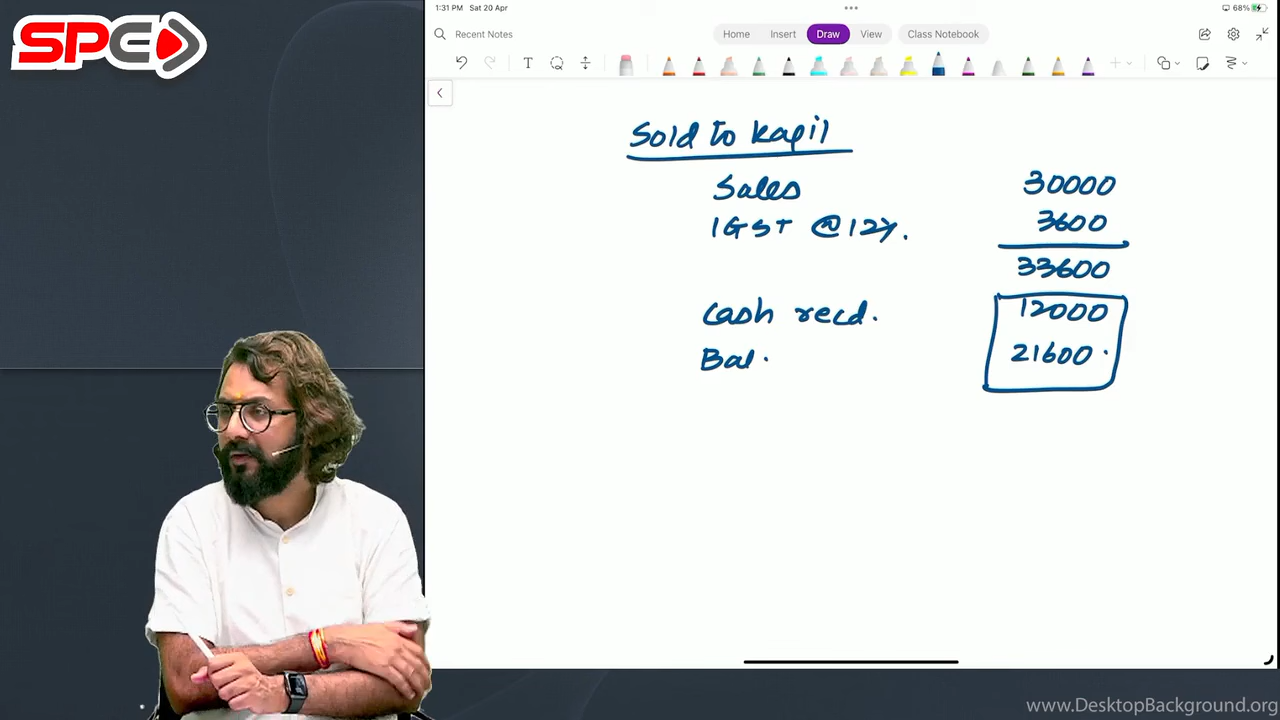 SPE
1:31 PM Sat 20 Apr
68%
Recent Notes
Home Insert Draw View Class Notebook
T
Sold to Kapil
Sales 30000
IGST @12%. 3600
33600
Cash recd. 12000
Bal. 21600
www.DesktopBackground.org